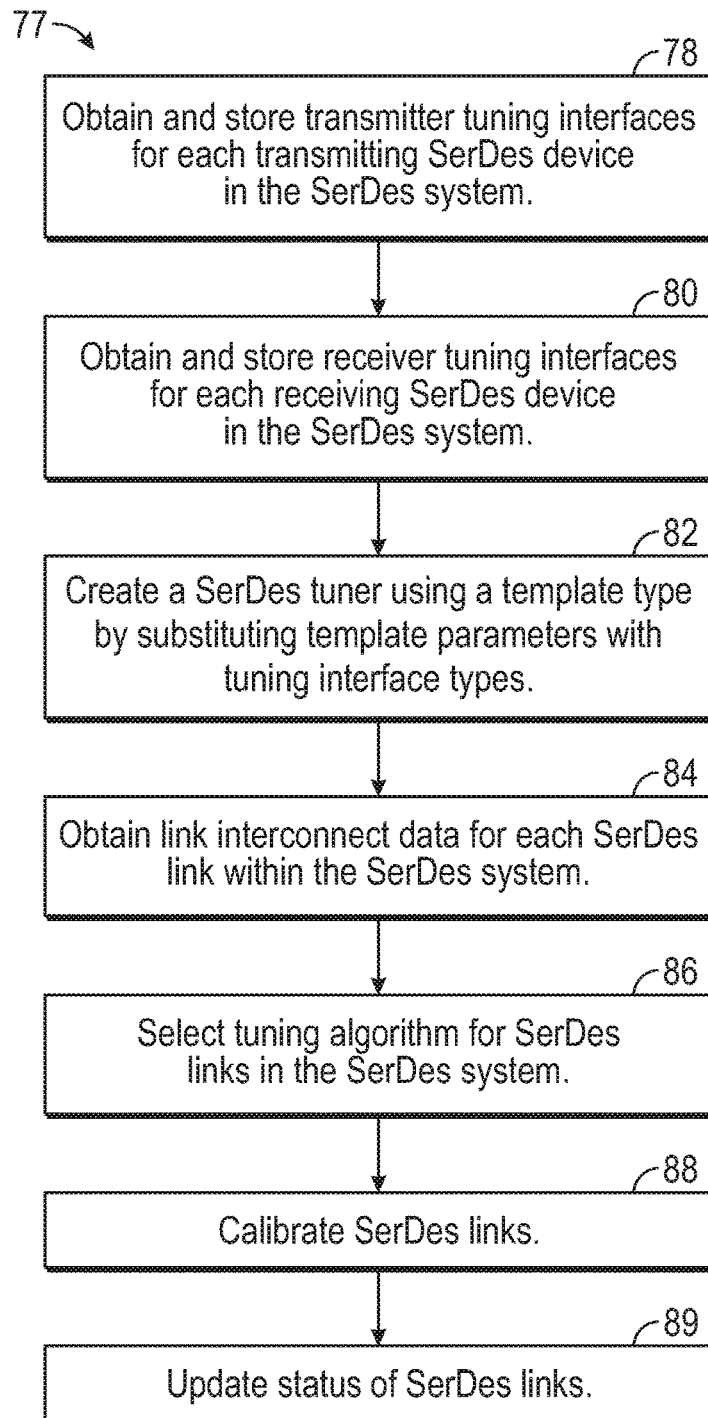 77
78
Obtain and store transmitter tuning interfaces
for each transmitting SerDes device
in the SerDes system.
80
Obtain and store receiver tuning interfaces
for each receiving SerDes device
in the SerDes system.
82
Create a SerDes tuner using a template type
by substituting template parameters with
tuning interface types.
84
Obtain link interconnect data for each SerDes
link within the SerDes system.
86
Select tuning algorithm for SerDes
links in the SerDes system.
88
Calibrate SerDes links.
89
Update status of SerDes links.